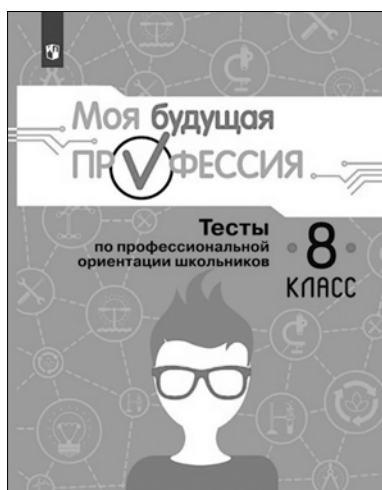 Моя будущая
ПРОФЕССИЯ
Тесты
по профессиональной
ориентации школьников
8
КЛАСС